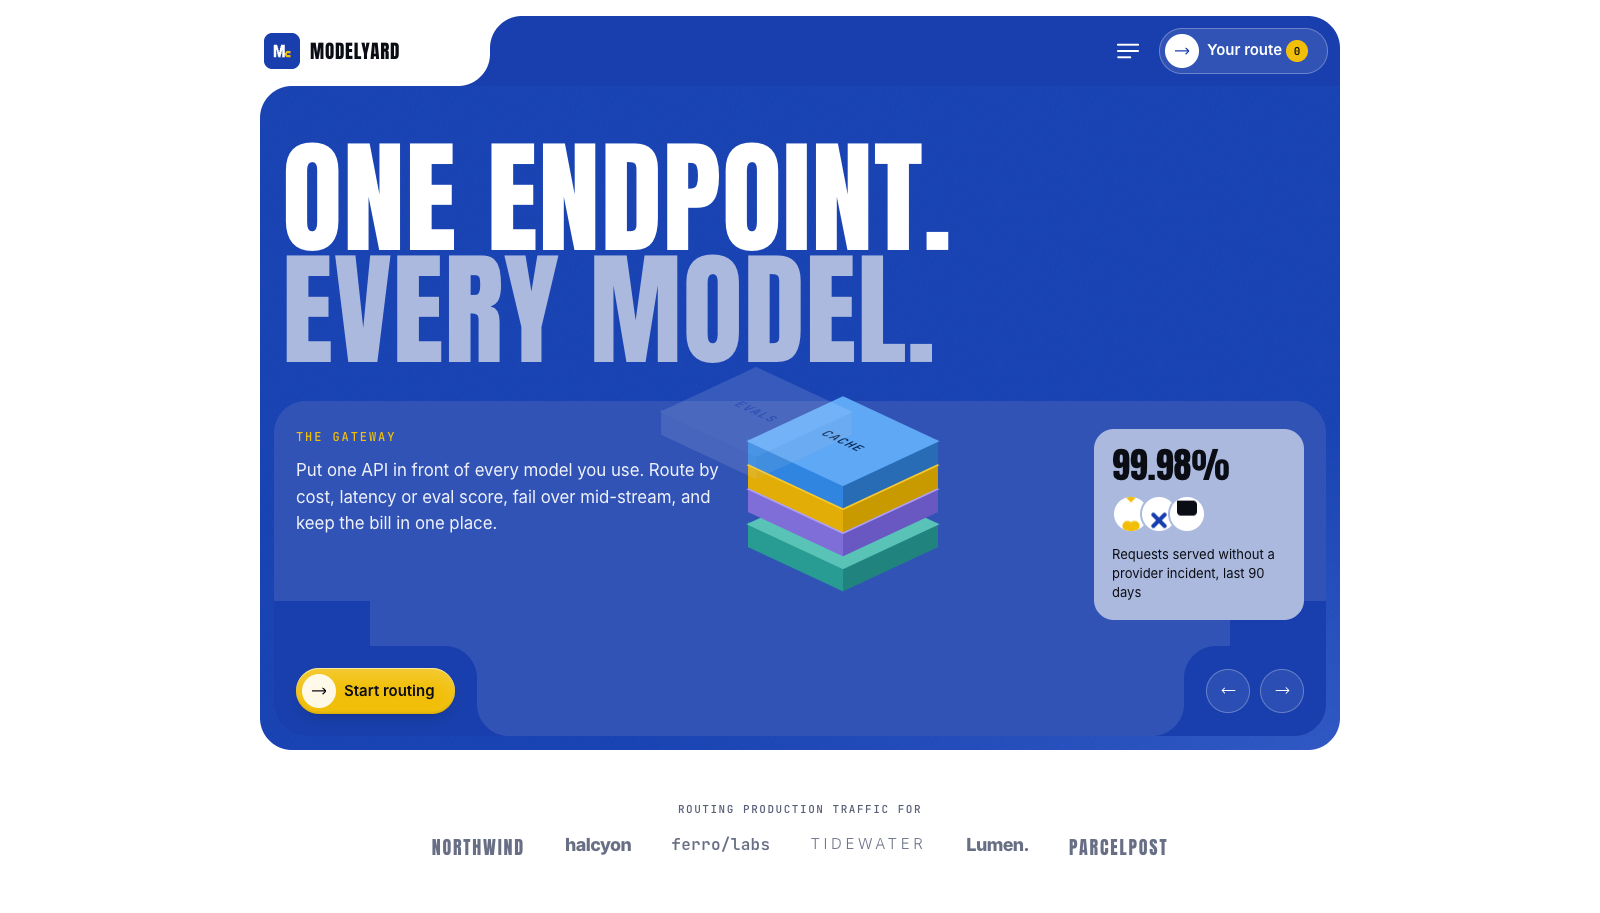 Mc MODELYARD
Your route 0
ONE ENDPOINT.
EVERY MODEL.
EVALS
CACHE
THE GATEWAY
Put one API in front of every model you use. Route by
cost, latency or eval score, fail over mid-stream, and
keep the bill in one place.
99.98%
Requests served without a
provider incident, last 90
days
Start routing
ROUTING PRODUCTION TRAFFIC FOR
NORTHWIND halcyon ferro/labs TIDEWATER Lumen. PARCELPOST